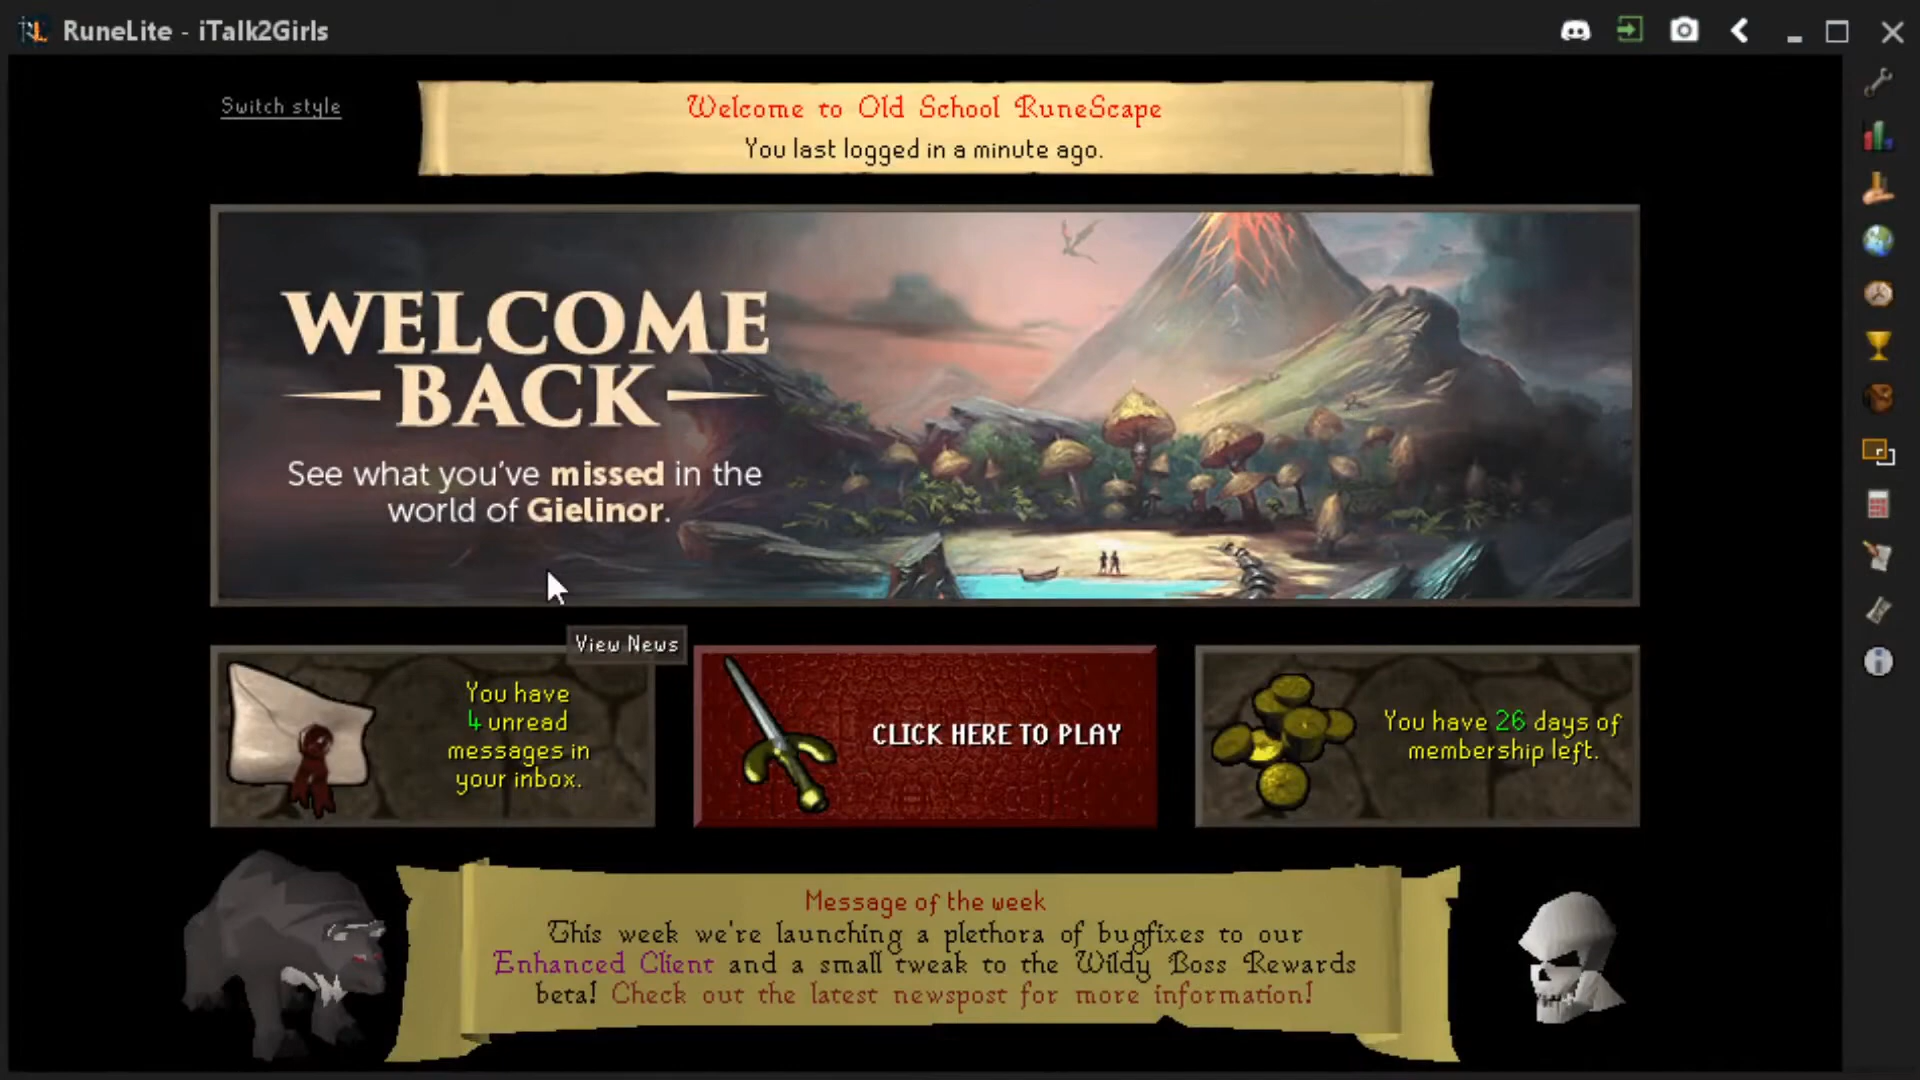 RuneLite - iTalk2Girls
Switch style
Welcome to Old School RuneScape
You last logged in a minute ago.
WELCOME
BACK
See what you've missed in the
world of Gielinor.
View News
You have
4 unread
messages in
your inbox.
CLICK HERE TO PLAY
You have 26 days of
membership left.
Message of the week
This week we're launching a plethora of bugfixes to our
Enhanced Client and a small tweak to the Wildy Boss Rewards
beta! Check out the latest newspost for more information!